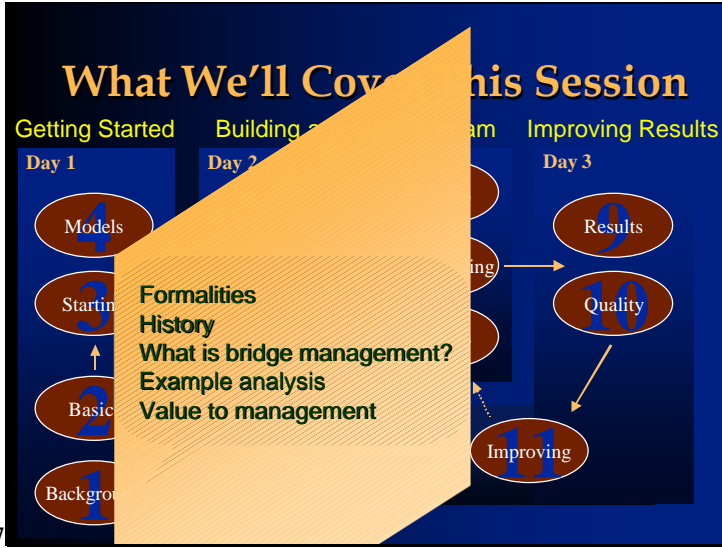 What We'll Cov his Session
Getting Started Building a am Improving Results
Day 1 Day 2 Day 3
4 Models
9 Results
3 Startin
ing
10 Quality
Formalities
History
What is bridge management?
Example analysis
Value to management
2 Basic
11 Improving
1 Backgrou
7